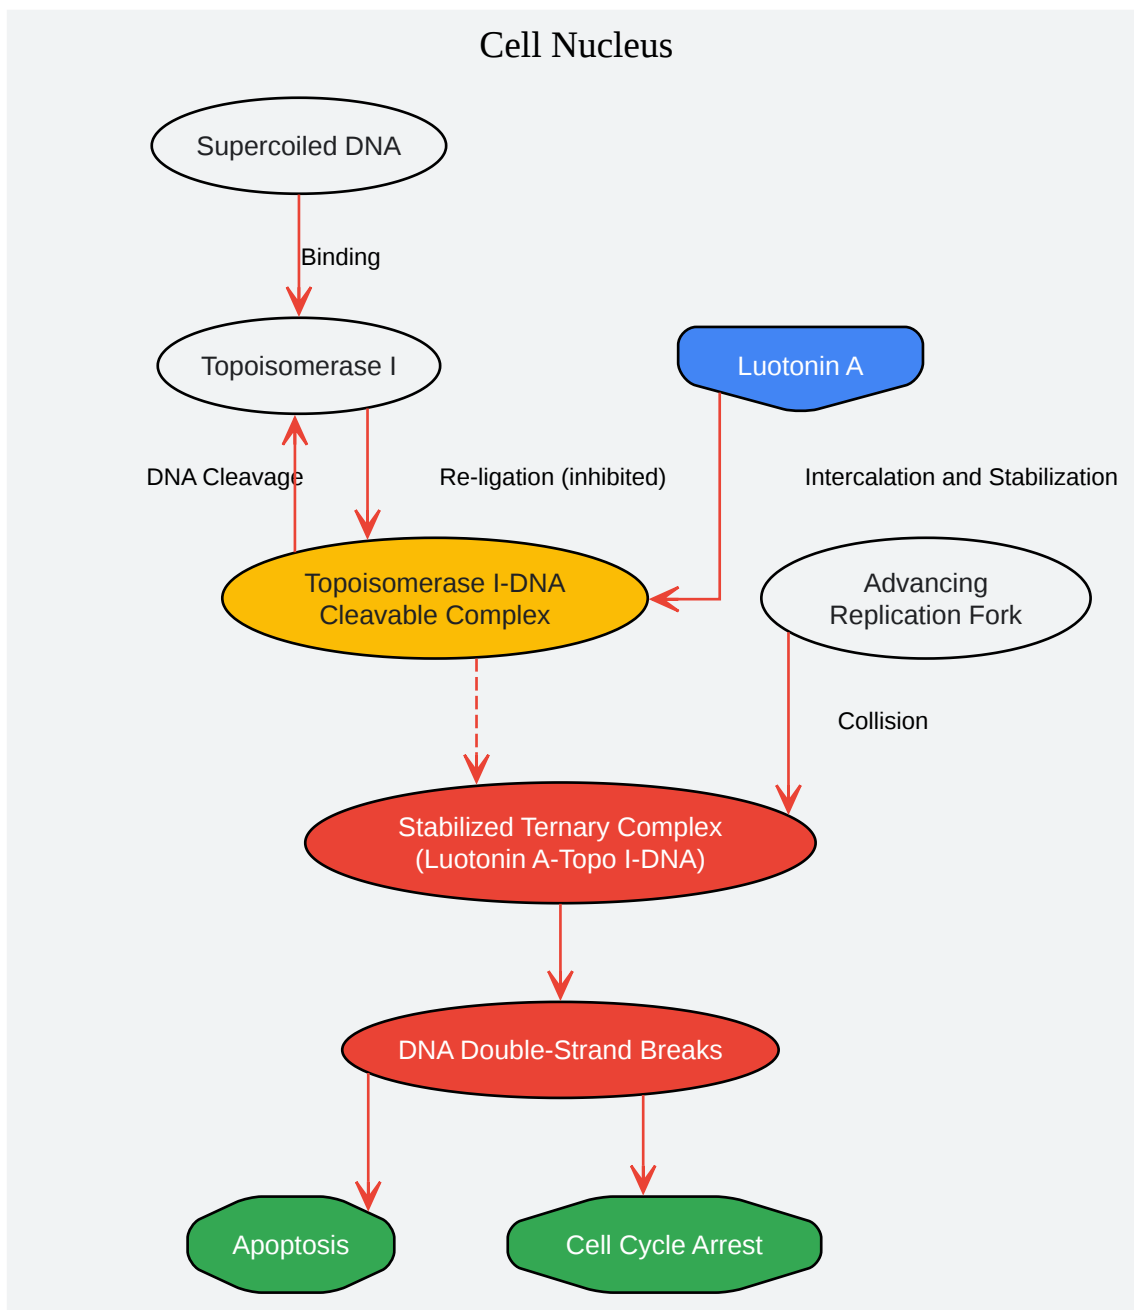 Cell Nucleus
Supercoiled DNA
Binding
Topoisomerase I
Luotonin A
DNA Cleavage
Re-ligation (inhibited)
Intercalation and Stabilization
Topoisomerase I-DNA
Cleavable Complex
Advancing
Replication Fork
Collision
Stabilized Ternary Complex
(Luotonin A-Topo I-DNA)
DNA Double-Strand Breaks
Apoptosis
Cell Cycle Arrest